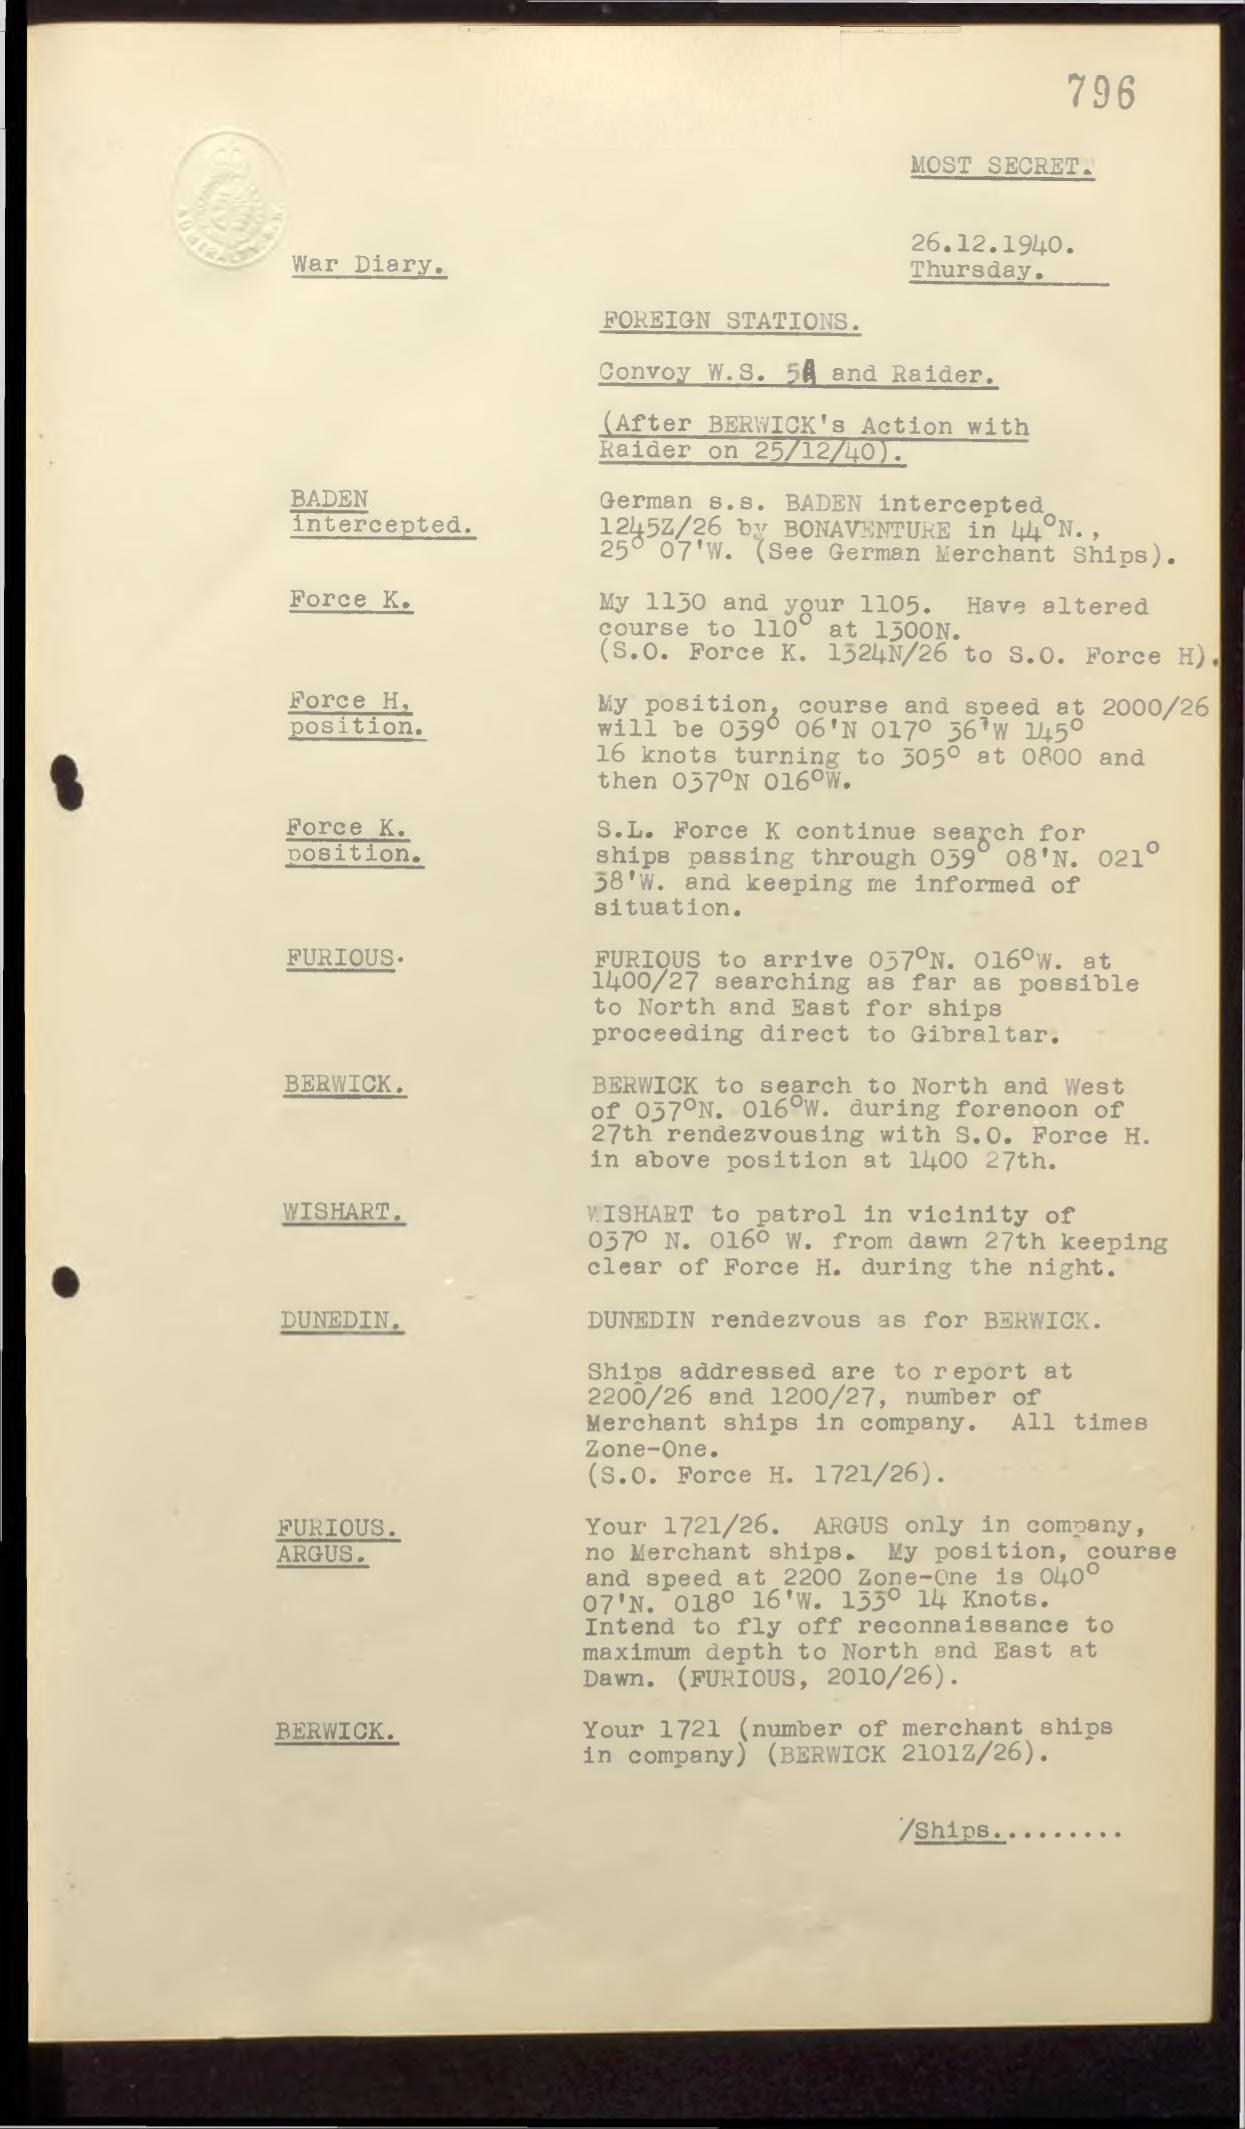 796
MOST SECRET.
26.12.1940.
War Diary.
Thursday.
FOREIGN STATIONS.
Convoy W.S. 5A and Raider.
(After BERWICK's Action with
Raider on 25/12/40).
BADEN
intercepted.
German s.s. BADEN intercepted
1245Z/26 by BONAVENTURE in 44°N.,
25° 07'W. (See German Merchant Ships).
Force K.
My 1130 and your 1105. Have altered
course to 110° at 1300N.
(S.O. Force K. 1324N/26 to S.O. Force H).
Force H,
position.
My position, course and speed at 2000/26
will be 039° 06'N 017° 36'W 145°
16 knots turning to 305° at 0800 and
then 037°N 016°W.
Force K.
position.
S.L. Force K continue search for
ships passing through 039° 08'N. 021°
38'W. and keeping me informed of
situation.
FURIOUS.
FURIOUS to arrive 037°N. 016°W. at
1400/27 searching as far as possible
to North and East for ships
proceeding direct to Gibraltar.
BERWICK.
BERWICK to search to North and West
of 037°N. 016°W. during forenoon of
27th rendezvousing with S.O. Force H.
in above position at 1400 27th.
WISHART.
WISHART to patrol in vicinity of
037° N. 016° W. from dawn 27th keeping
clear of Force H. during the night.
DUNEDIN.
DUNEDIN rendezvous as for BERWICK.
Ships addressed are to report at
2200/26 and 1200/27, number of
Merchant ships in company. All times
Zone-One.
(S.O. Force H. 1721/26).
FURIOUS.
ARGUS.
Your 1721/26. ARGUS only in company,
no Merchant ships. My position, course
and speed at 2200 Zone-One is 040°
07'N. 018° 16'W. 133° 14 Knots.
Intend to fly off reconnaissance to
maximum depth to North and East at
Dawn. (FURIOUS, 2010/26).
BERWICK.
Your 1721 (number of merchant ships
in company) (BERWICK 2101Z/26).
/Ships.........